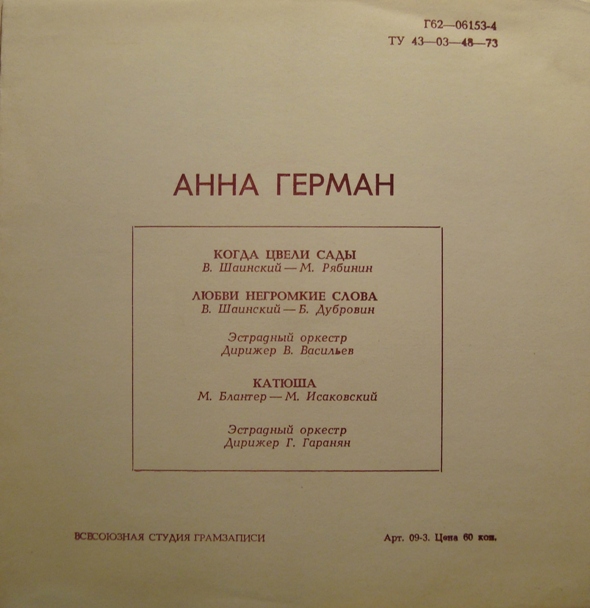 Г62—06153-4
ТУ 43—03—48—73
АННА ГЕРМАН
КОГДА ЦВЕЛИ САДЫ
В. Шаинский — М. Рябинин
ЛЮБВИ НЕГРОМКИЕ СЛОВА
В. Шаинский — Б. Дубровин
Эстрадный оркестр
Дирижер В. Васильев
КАТЮША
М. Блантер — М. Исаковский
Эстрадный оркестр
Дирижер Г. Гаранян
ВСЕСОЮЗНАЯ СТУДИЯ ГРАМЗАПИСИ
Арт. 09-3. Цена 60 коп.